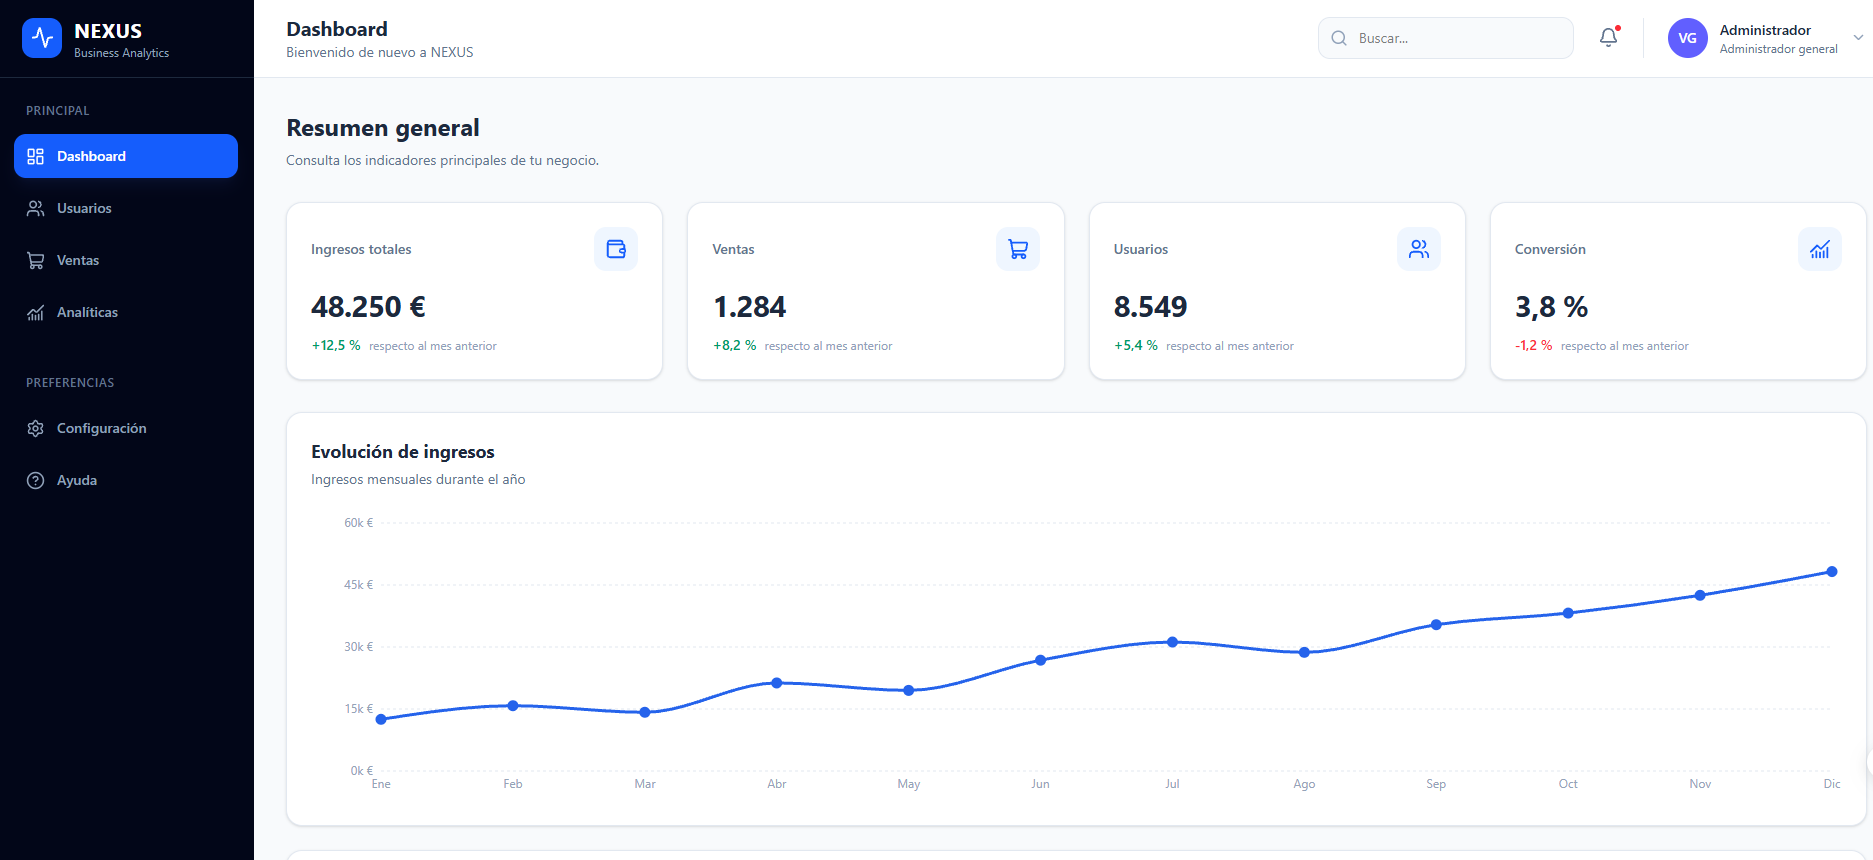 NEXUS
Business Analytics
PRINCIPAL
Dashboard
Usuarios
Ventas
Analíticas
PREFERENCIAS
Configuración
Ayuda
Dashboard
Bienvenido de nuevo a NEXUS
Buscar...
VG
Administrador
Administrador general
Resumen general
Consulta los indicadores principales de tu negocio.
Ingresos totales
48.250 €
+12,5 % respecto al mes anterior
Ventas
1.284
+8,2 % respecto al mes anterior
Usuarios
8.549
+5,4 % respecto al mes anterior
Conversión
3,8 %
-1,2 % respecto al mes anterior
Evolución de ingresos
Ingresos mensuales durante el año
60k €
45k €
30k €
15k €
0k €
Ene Feb Mar Abr May Jun Jul Ago Sep Oct Nov Dic